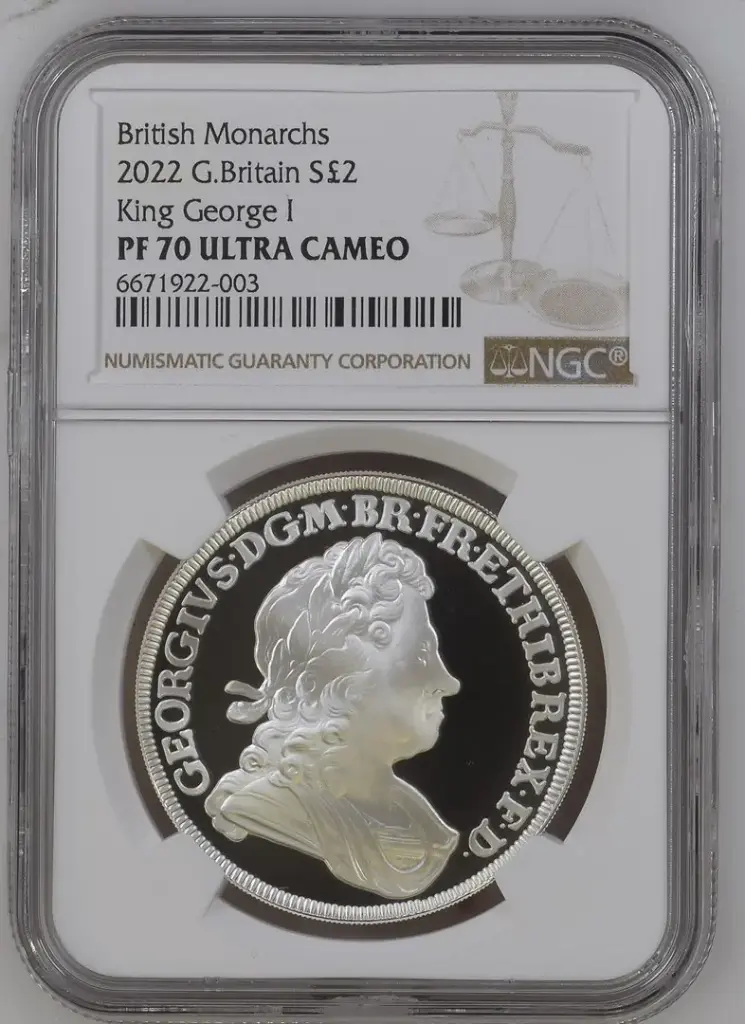 British Monarchs
2022 G.Britain S£2
King George I
PF 70 ULTRA CAMEO
6671922-003
NUMISMATIC GUARANTY CORPORATION
NGC®
GEORGIVS·D·G·M·BR·FR·ET·HIB·REX·F·D·